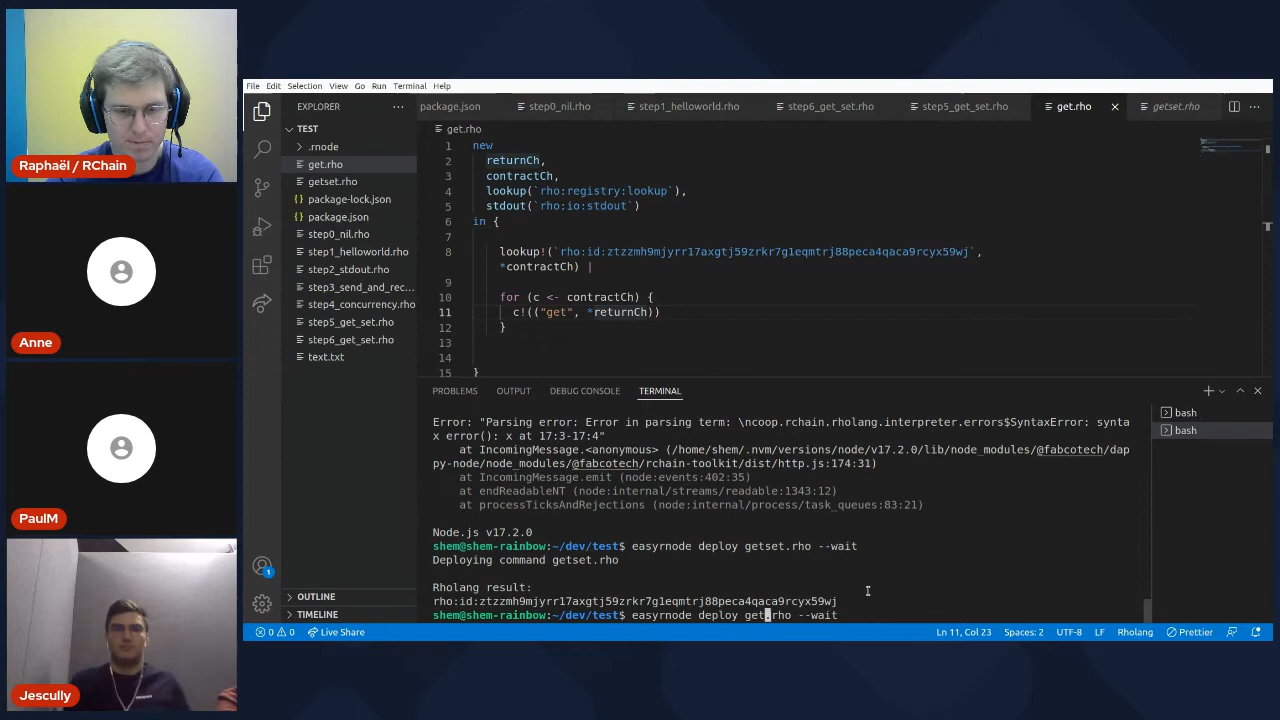 Raphaël / RChain
Anne
PaulM
Jescully
File Edit Selection View Go Run Terminal Help
EXPLORER
TEST
.rnode
get.rho
getset.rho
package-lock.json
package.json
step0_nil.rho
step1_helloworld.rho
step2_stdout.rho
step3_send_and_rec...
step4_concurrency.rho
step5_get_set.rho
step6_get_set.rho
text.txt
OUTLINE
TIMELINE
package.json step0_nil.rho step1_helloworld.rho step6_get_set.rho step5_get_set.rho get.rho getset.rho
get.rho
1 new
2 returnCh,
3 contractCh,
4 lookup(`rho:registry:lookup`),
5 stdout(`rho:io:stdout`)
6 in {
7
8 lookup!(`rho:id:ztzzmh9mjyrr17axgtj59zrkr7g1eqmtrj88peca4qaca9rcyx59wj`,
*contractCh) |
9
10 for (c <- contractCh) {
11 c!(("get", *returnCh))
12 }
13
14
15 }
PROBLEMS OUTPUT DEBUG CONSOLE TERMINAL
bash
bash
Error: "Parsing error: Error in parsing term: \ncoop.rchain.rholang.interpreter.errors$SyntaxError: synta
x error(): x at 17:3-17:4"
at IncomingMessage.<anonymous> (/home/shem/.nvm/versions/node/v17.2.0/lib/node_modules/@fabcotech/dap
py-node/node_modules/@fabcotech/rchain-toolkit/dist/http.js:174:31)
at IncomingMessage.emit (node:events:402:35)
at endReadableNT (node:internal/streams/readable:1343:12)
at processTicksAndRejections (node:internal/process/task_queues:83:21)
Node.js v17.2.0
shem@shem-rainbow:~/dev/test$ easyrnode deploy getset.rho --wait
Deploying command getset.rho
Rholang result:
rho:id:ztzzmh9mjyrr17axgtj59zrkr7g1eqmtrj88peca4qaca9rcyx59wj
shem@shem-rainbow:~/dev/test$ easyrnode deploy get.rho --wait
0 0 Live Share Ln 11, Col 23 Spaces: 2 UTF-8 LF Rholang Prettier